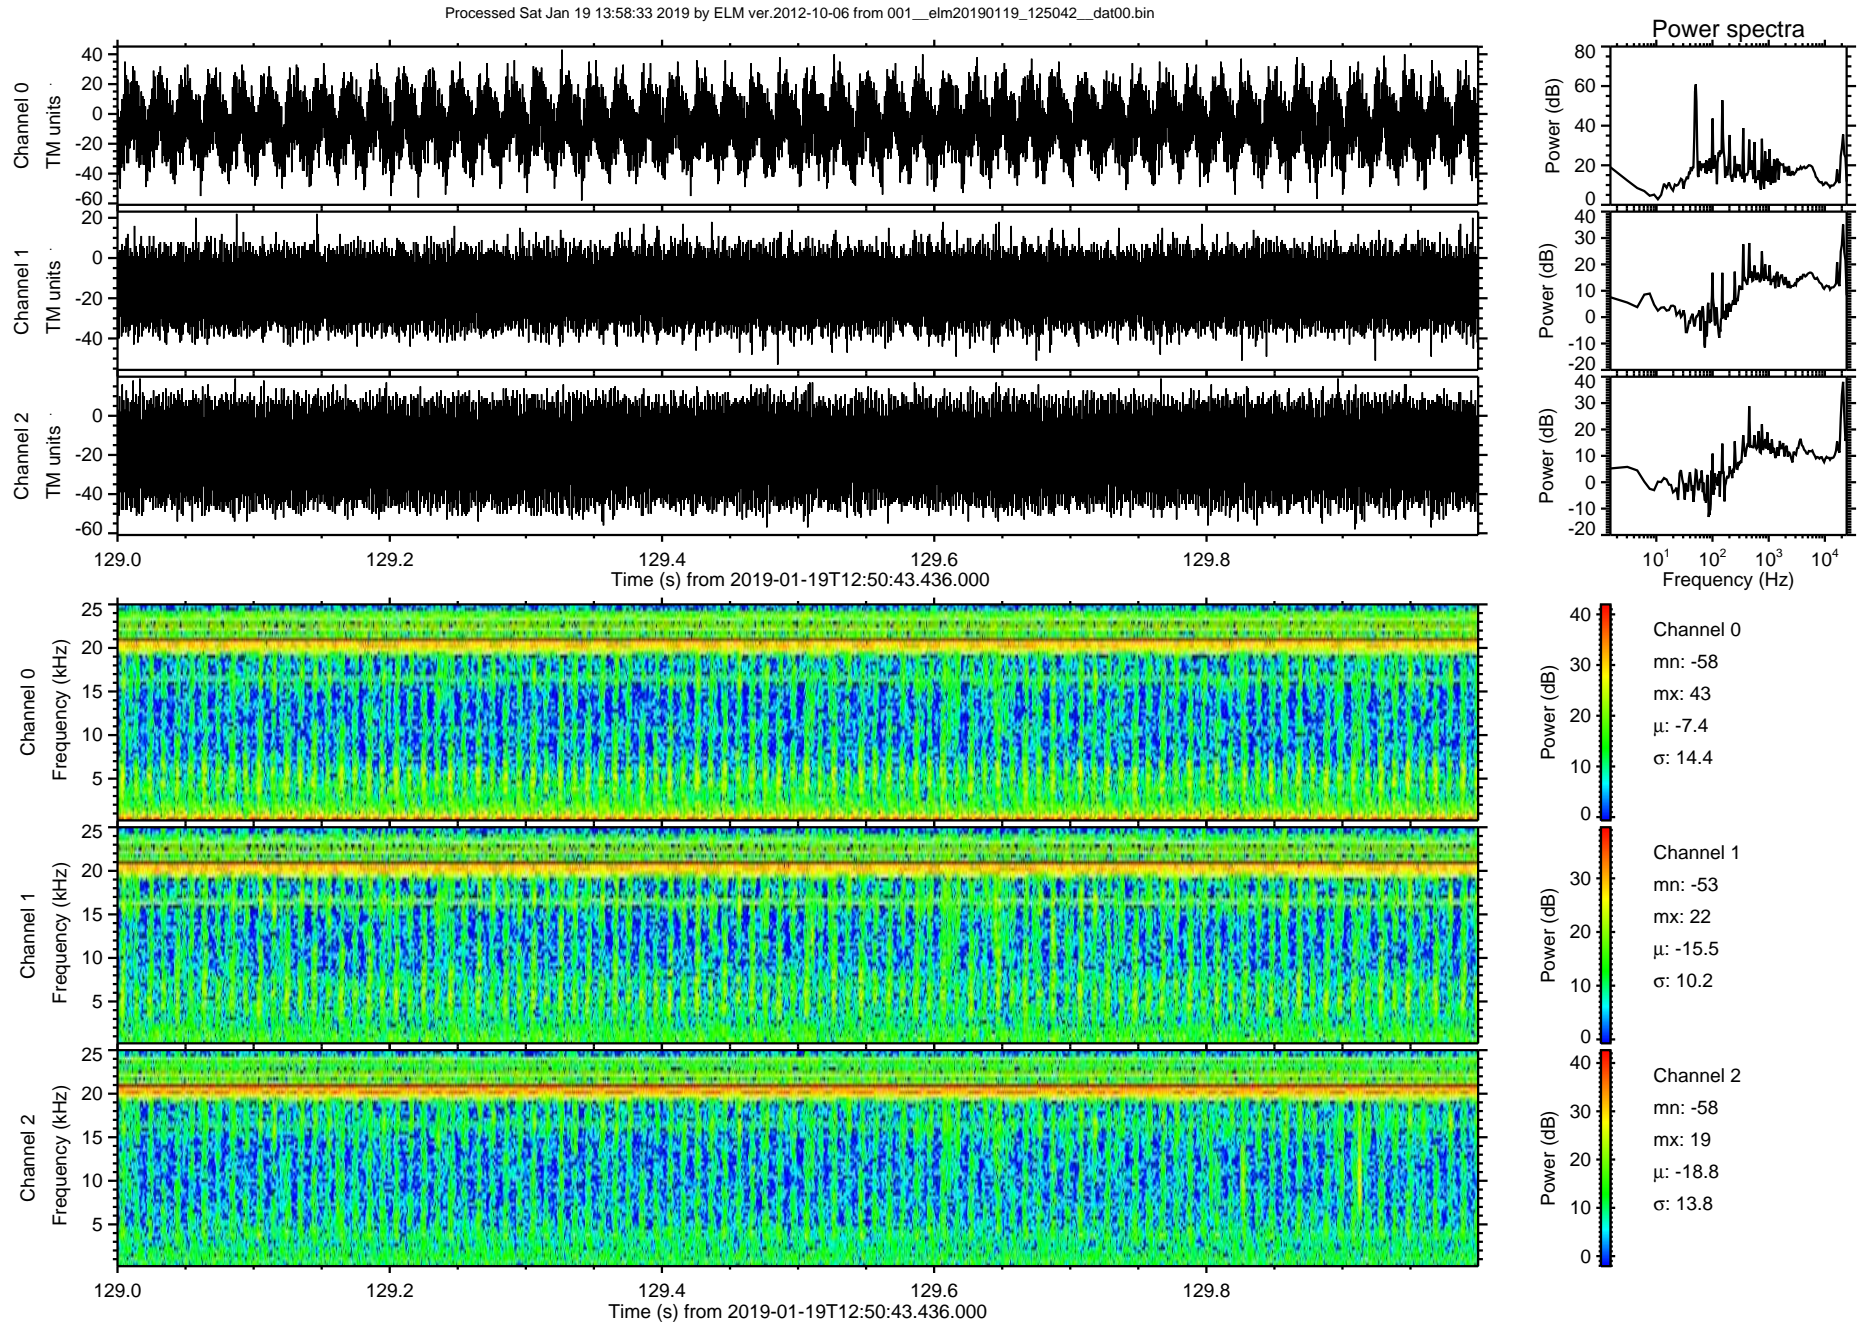 Processed Sat Jan 19 13:58:33 2019 by ELM ver.2012-10-06 from 001__elm20190119_125042__dat00.bin
Power spectra
Channel 0
TM units
40
20
0
-20
-40
-60
Power (dB)
80
60
40
20
0
Channel 1
TM units
20
0
-20
-40
Power (dB)
40
30
20
10
0
-10
-20
Channel 2
TM units
0
-20
-40
-60
Power (dB)
40
30
20
10
0
-10
-20
129.0 129.2 129.4 129.6 129.8
Time (s) from 2019-01-19T12:50:43.436.000
10¹ 10² 10³ 10⁴
Frequency (Hz)
Channel 0
Frequency (kHz)
25
20
15
10
5
Power (dB)
40
30
20
10
0
Channel 0
mn: -58
mx: 43
μ: -7.4
σ: 14.4
Channel 1
Frequency (kHz)
25
20
15
10
5
Power (dB)
30
20
10
0
Channel 1
mn: -53
mx: 22
μ: -15.5
σ: 10.2
Channel 2
Frequency (kHz)
25
20
15
10
5
Power (dB)
40
30
20
10
0
Channel 2
mn: -58
mx: 19
μ: -18.8
σ: 13.8
129.0 129.2 129.4 129.6 129.8
Time (s) from 2019-01-19T12:50:43.436.000